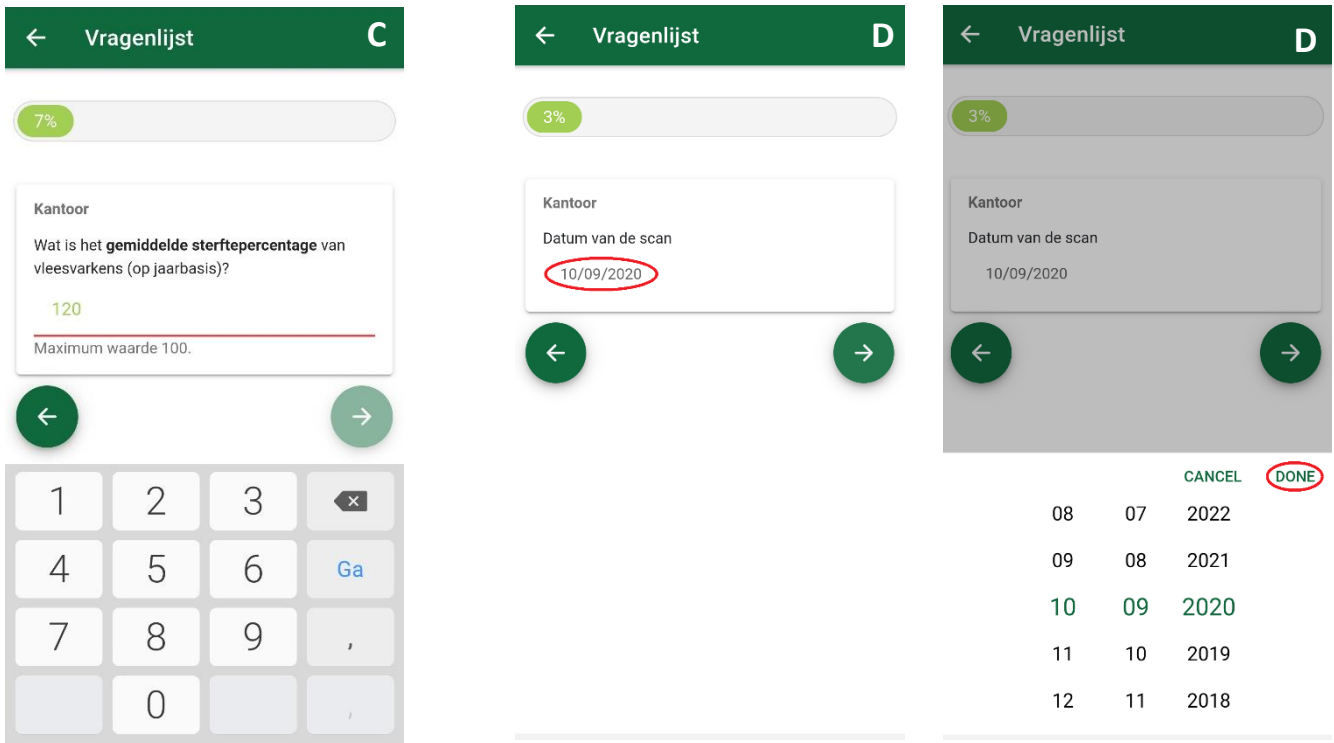 Vragenlijst C
7%
Kantoor
Wat is het gemiddelde sterftepercentage van
vleesvarkens (op jaarbasis)?
120
Maximum waarde 100.
1 2 3
4 5 6 Ga
7 8 9 ,
0 ,
Vragenlijst D
3%
Kantoor
Datum van de scan
10/09/2020
Vragenlijst D
3%
Kantoor
Datum van de scan
10/09/2020
CANCEL DONE
08 07 2022
09 08 2021
10 09 2020
11 10 2019
12 11 2018